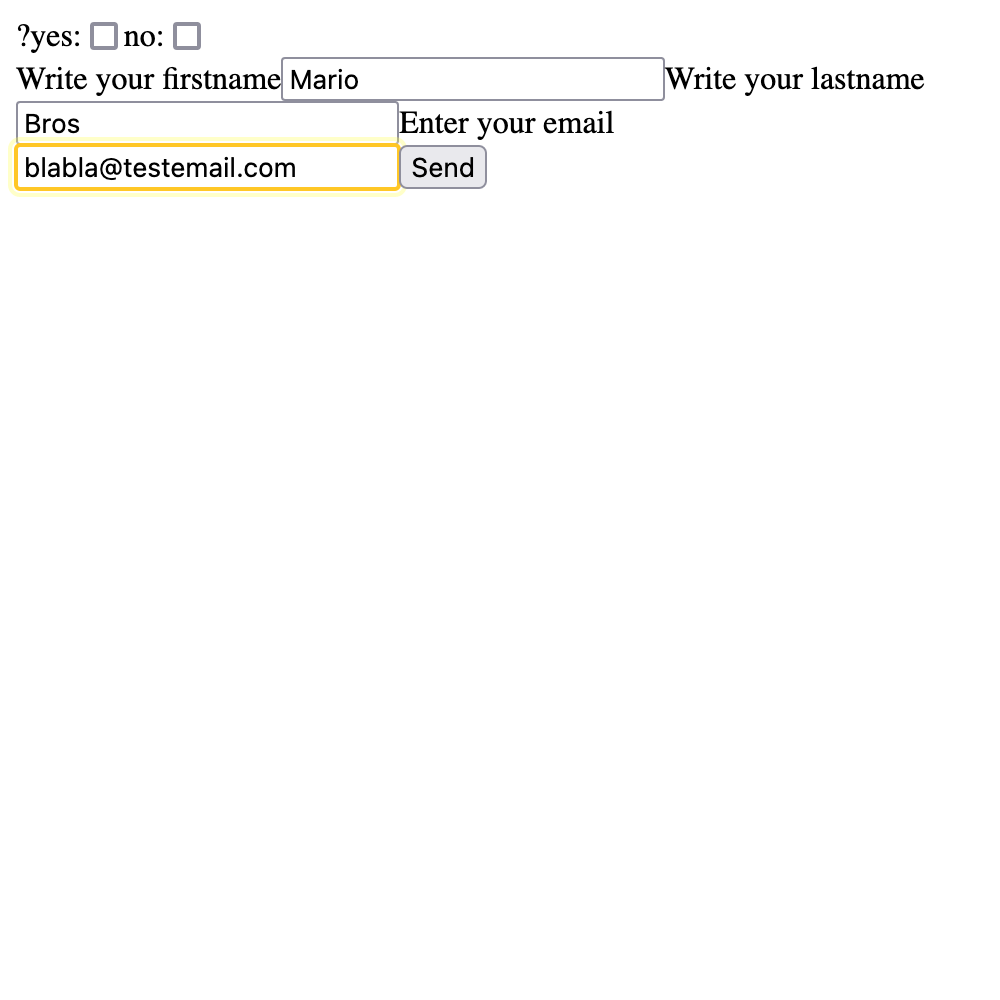 ?yes: no:
Write your firstname Mario Write your lastname
Bros Enter your email
blabla@testemail.com Send